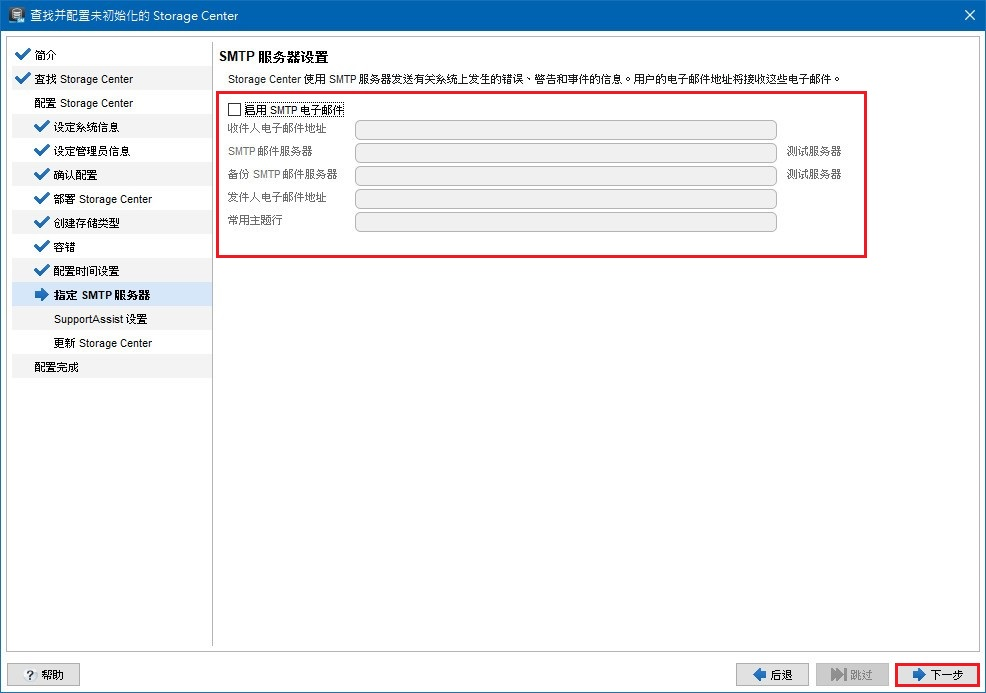 查找并配置未初始化的 Storage Center
简介
查找 Storage Center
配置 Storage Center
设定系统信息
设定管理员信息
确认配置
部署 Storage Center
创建存储类型
容错
配置时间设置
指定 SMTP 服务器
SupportAssist 设置
更新 Storage Center
配置完成
SMTP 服务器设置
Storage Center 使用 SMTP 服务器发送有关系统上发生的错误、警告和事件的信息。用户的电子邮件地址将接收这些电子邮件。
启用 SMTP 电子邮件
收件人电子邮件地址
SMTP 邮件服务器 测试服务器
备份 SMTP 邮件服务器 测试服务器
发件人电子邮件地址
常用主题行
? 帮助
后退
跳过
下一步